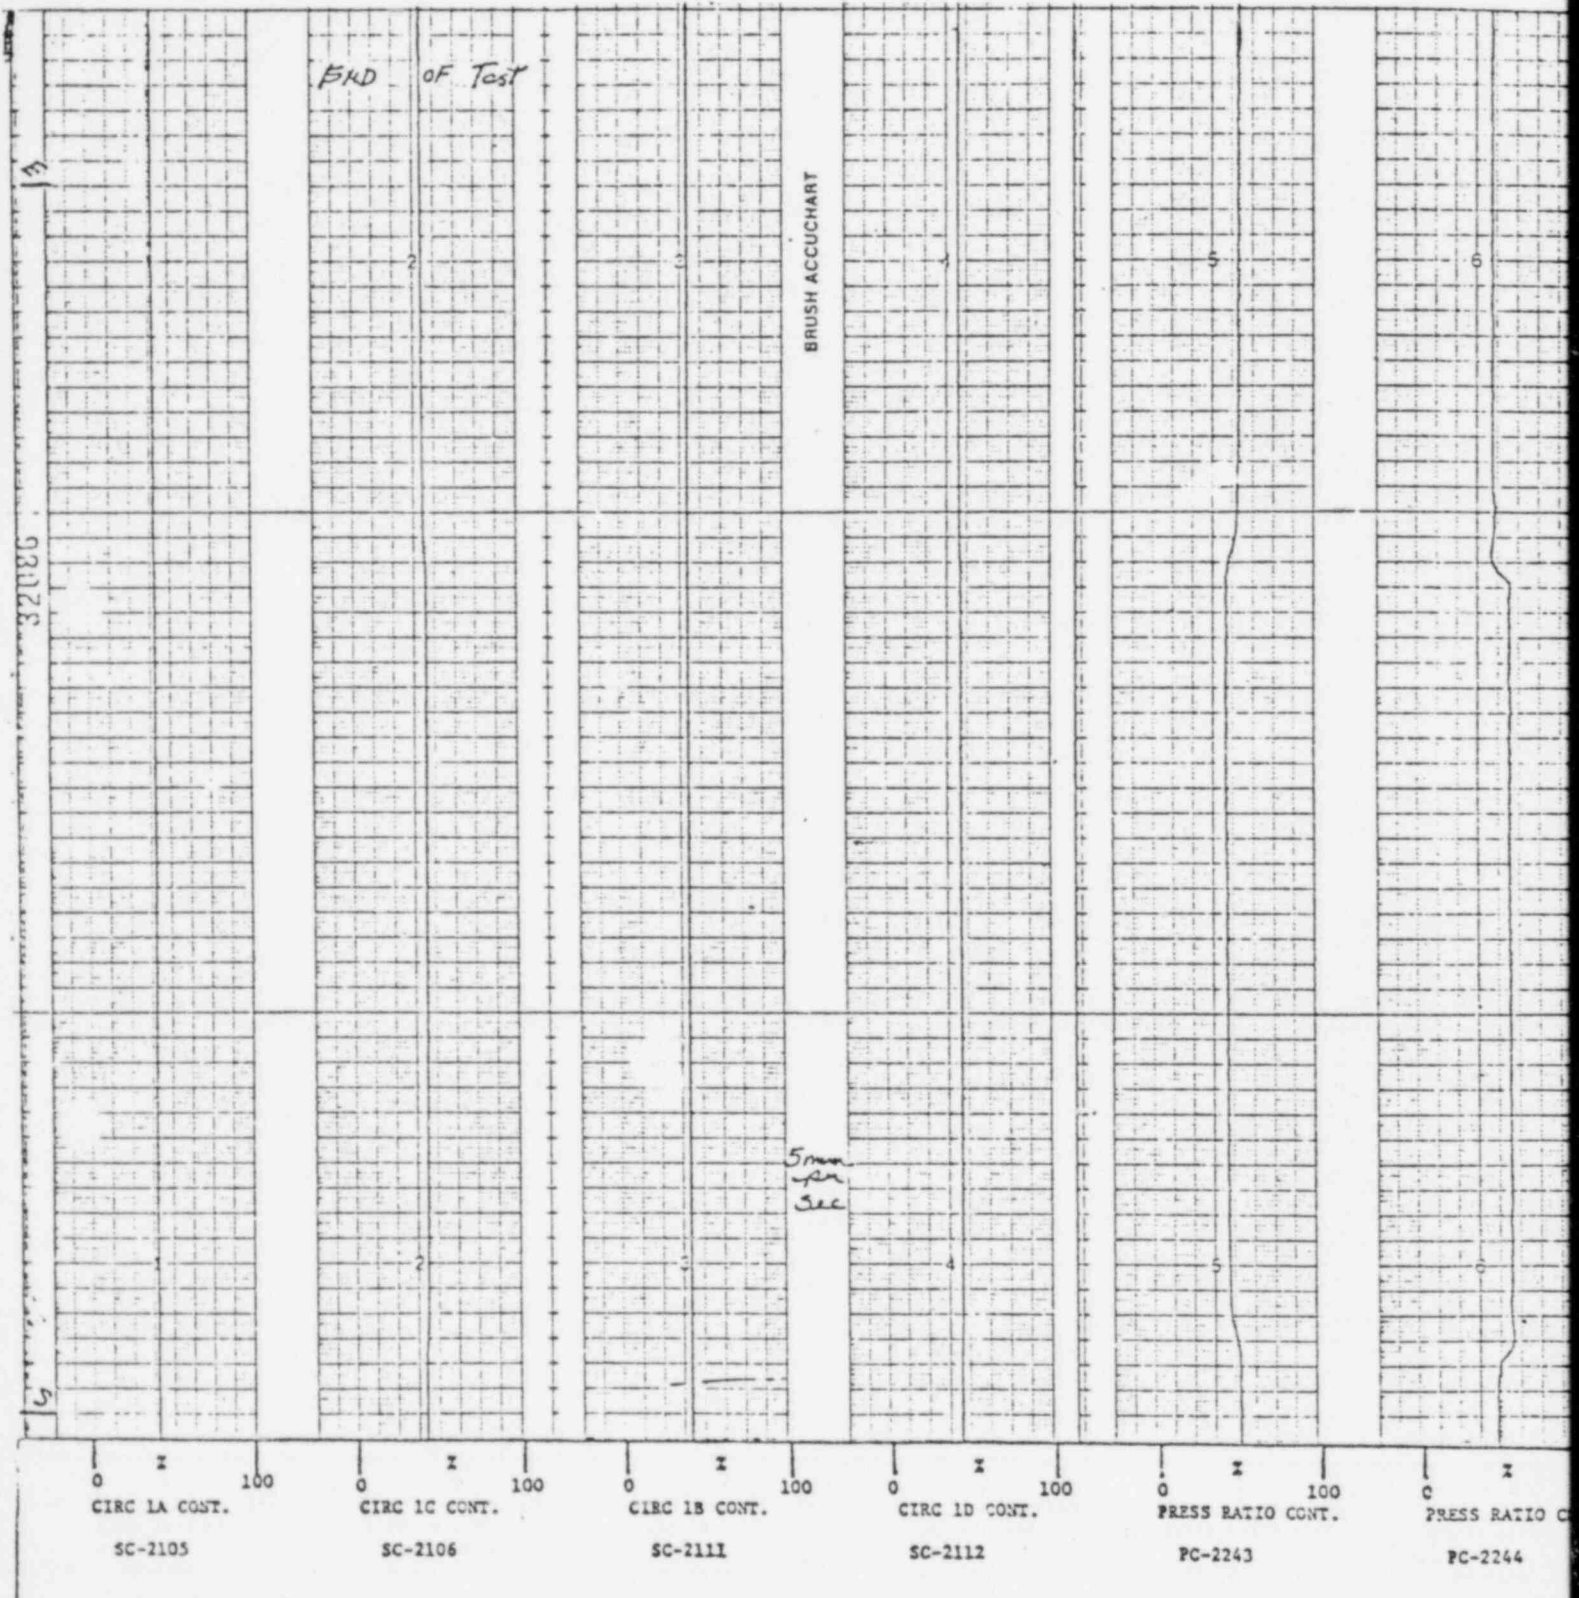 END OF Test
BRUSH ACCUCHART
2 3 4 5 6
32086
5mm
per
Sec
1 2 3 4 5 6
0 % 100 0 % 100 0 % 100 0 % 100 0 % 100 0 %
CIRC 1A CONT. CIRC 1C CONT. CIRC 1B CONT. CIRC 1D CONT. PRESS RATIO CONT. PRESS RATIO C
SC-2105 SC-2106 SC-2111 SC-2112 PC-2243 PC-2244